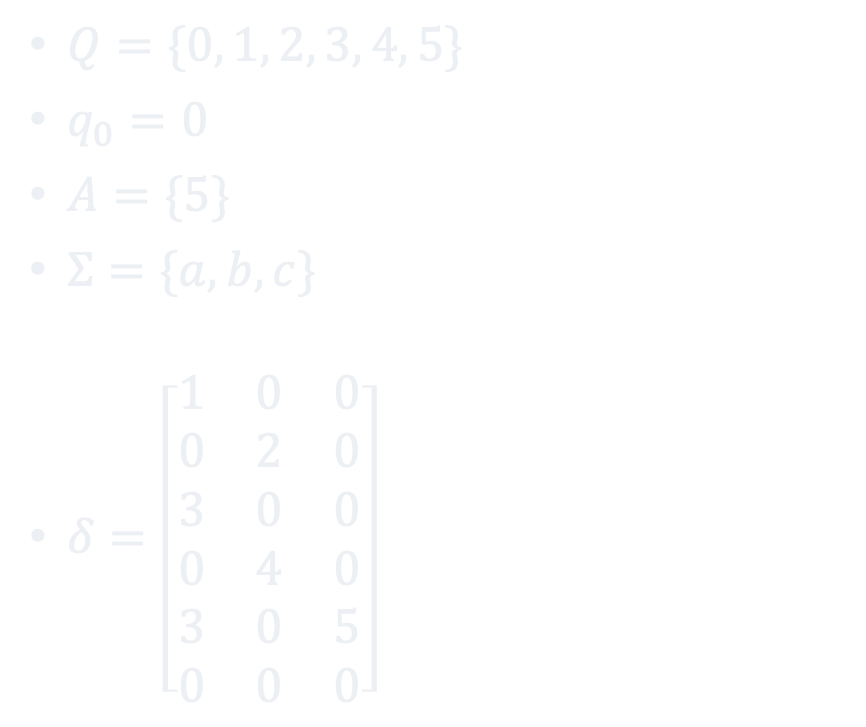 • Q = {0, 1, 2, 3, 4, 5}
• q₀ = 0
• A = {5}
• Σ = {a, b, c}
• δ =
1 0 0
0 2 0
3 0 0
0 4 0
3 0 5
0 0 0